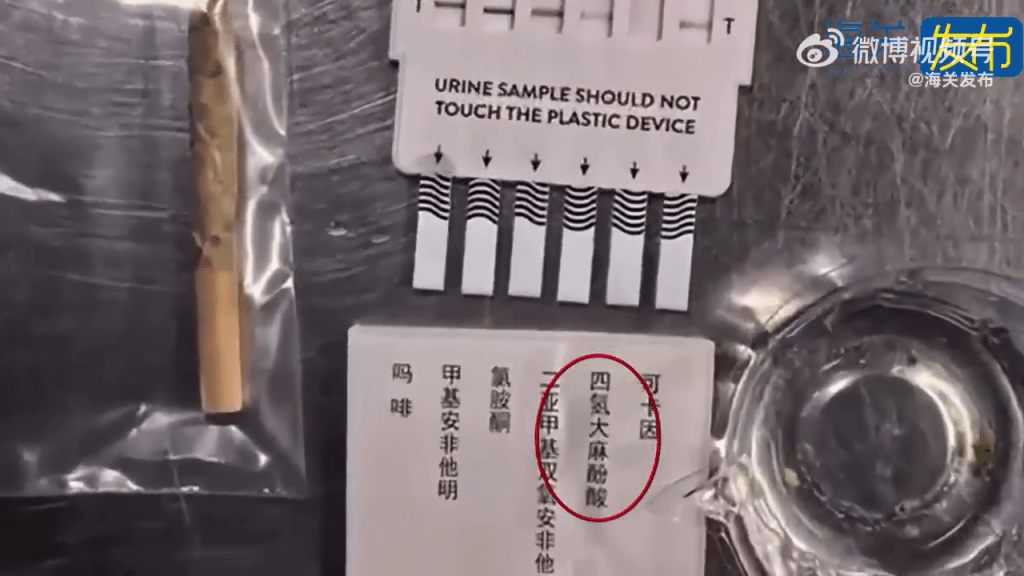 T
T
微博视频号
发布
@海关发布
URINE SAMPLE SHOULD NOT
TOUCH THE PLASTIC DEVICE
吗啡
甲基安非他明
氯胺酮
二亚甲基双氧安非他
四氢大麻酚酸
可卡因